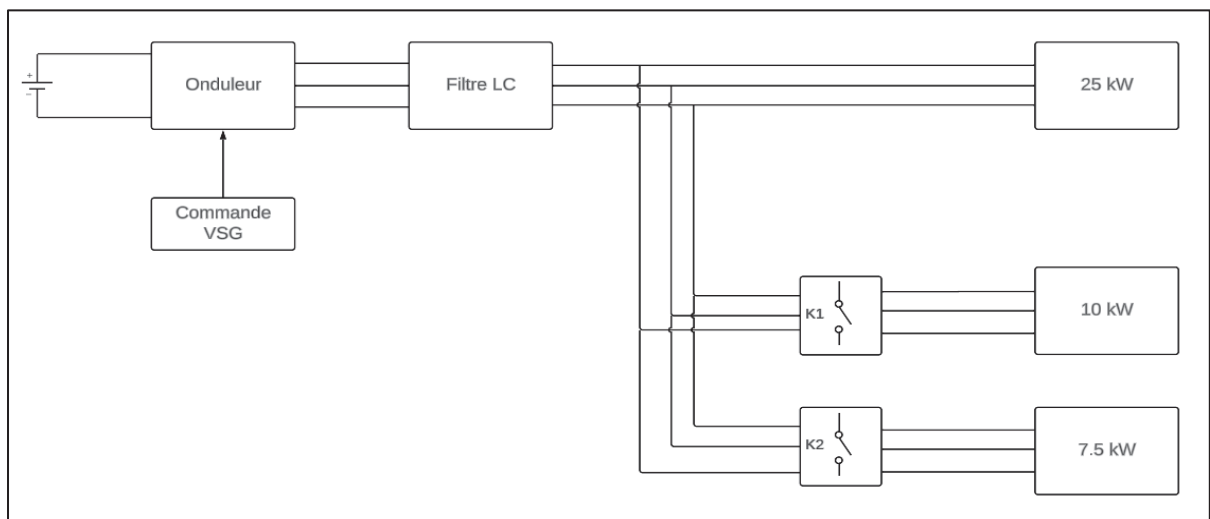 +
−
Onduleur
Filtre LC
25 kW
Commande
VSG
K1
10 kW
K2
7.5 kW